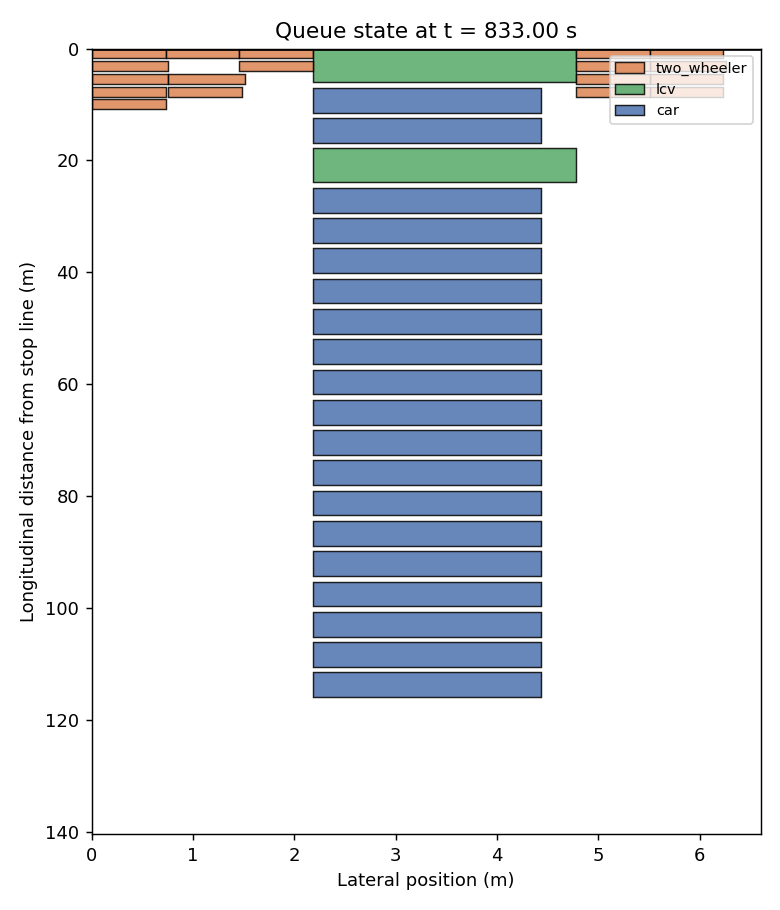 Queue state at t = 833.00 s
two_wheeler
lcv
car
0
20
40
60
80
100
120
140
Longitudinal distance from stop line (m)
0 1 2 3 4 5 6
Lateral position (m)